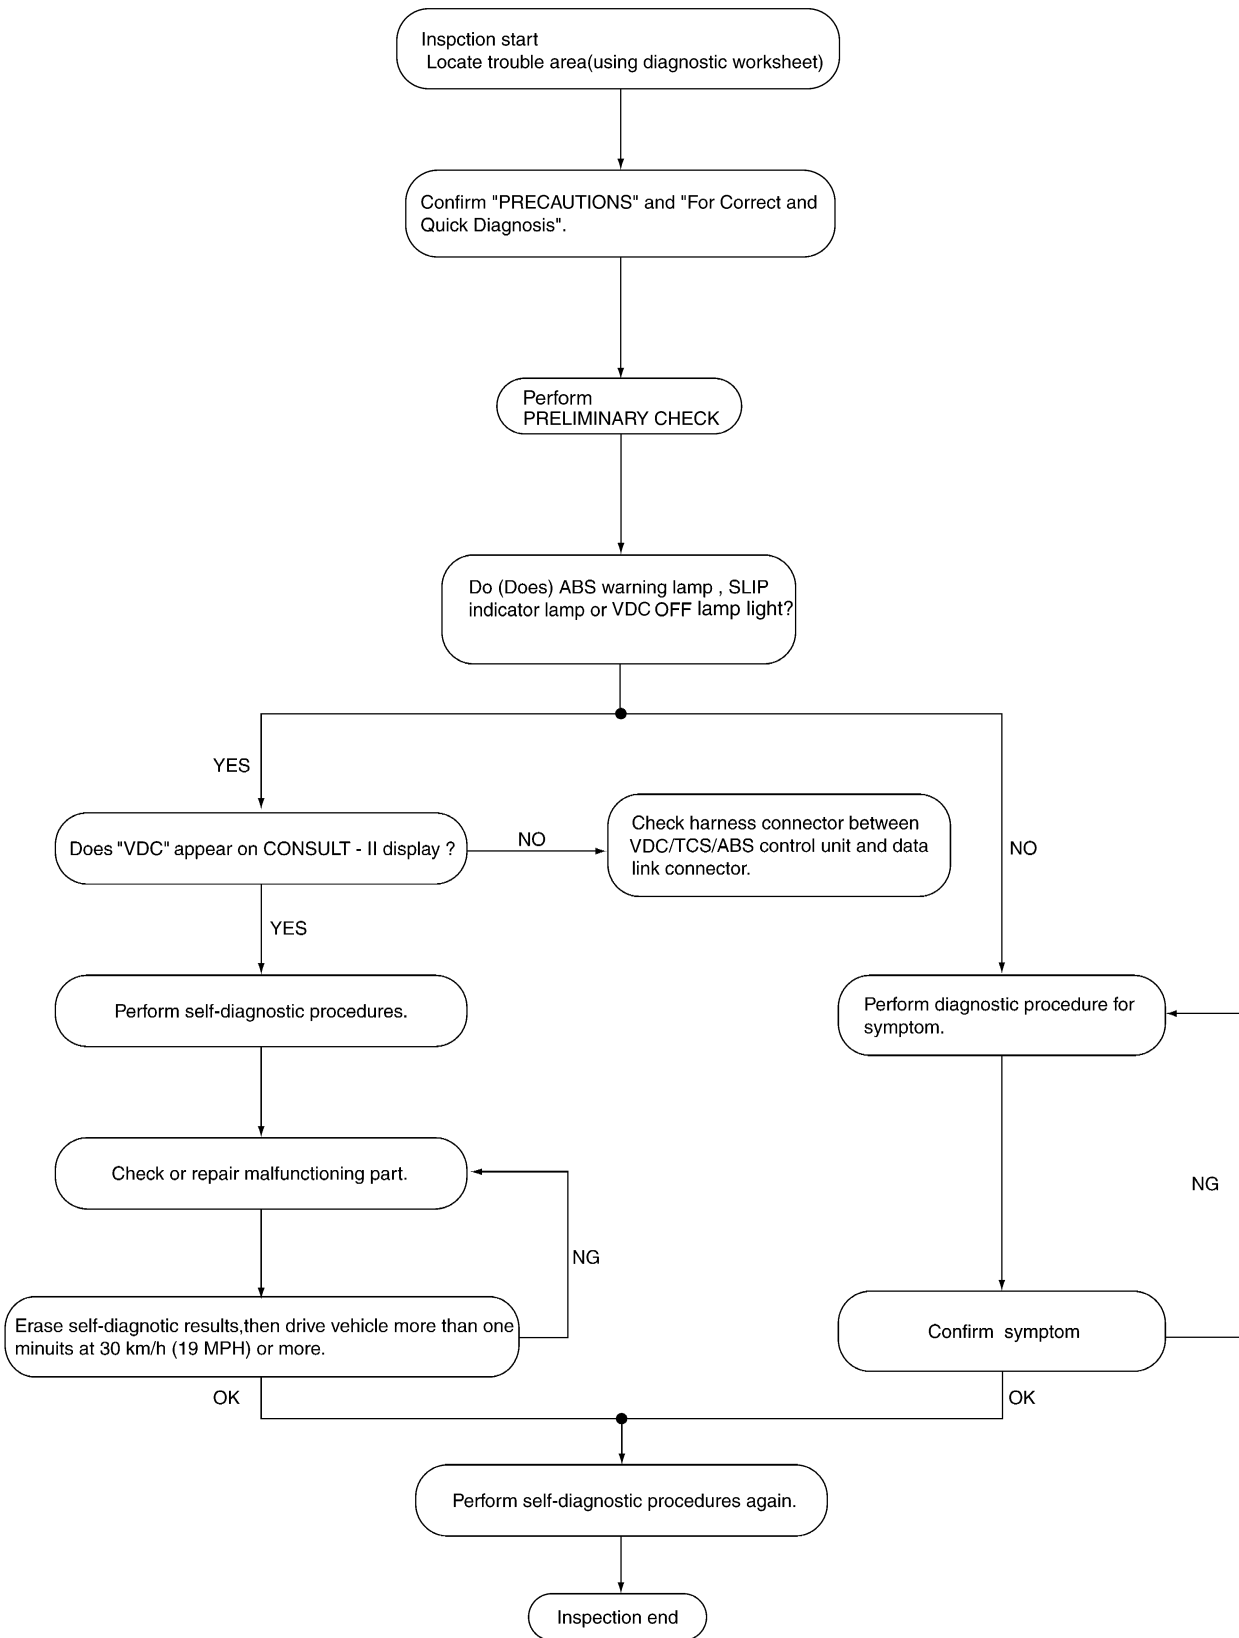 Inspction start
Locate trouble area(using diagnostic worksheet)
Confirm "PRECAUTIONS" and "For Correct and
Quick Diagnosis".
Perform
PRELIMINARY CHECK
Do (Does) ABS warning lamp , SLIP
indicator lamp or VDC OFF lamp light?
YES
Does "VDC" appear on CONSULT - II display ?
NO
Check harness connector between
VDC/TCS/ABS control unit and data
link connector.
NO
YES
Perform self-diagnostic procedures.
Perform diagnostic procedure for
symptom.
Check or repair malfunctioning part.
NG
NG
Erase self-diagnotic results,then drive vehicle more than one
minuits at 30 km/h (19 MPH) or more.
Confirm symptom
OK
OK
Perform self-diagnostic procedures again.
Inspection end